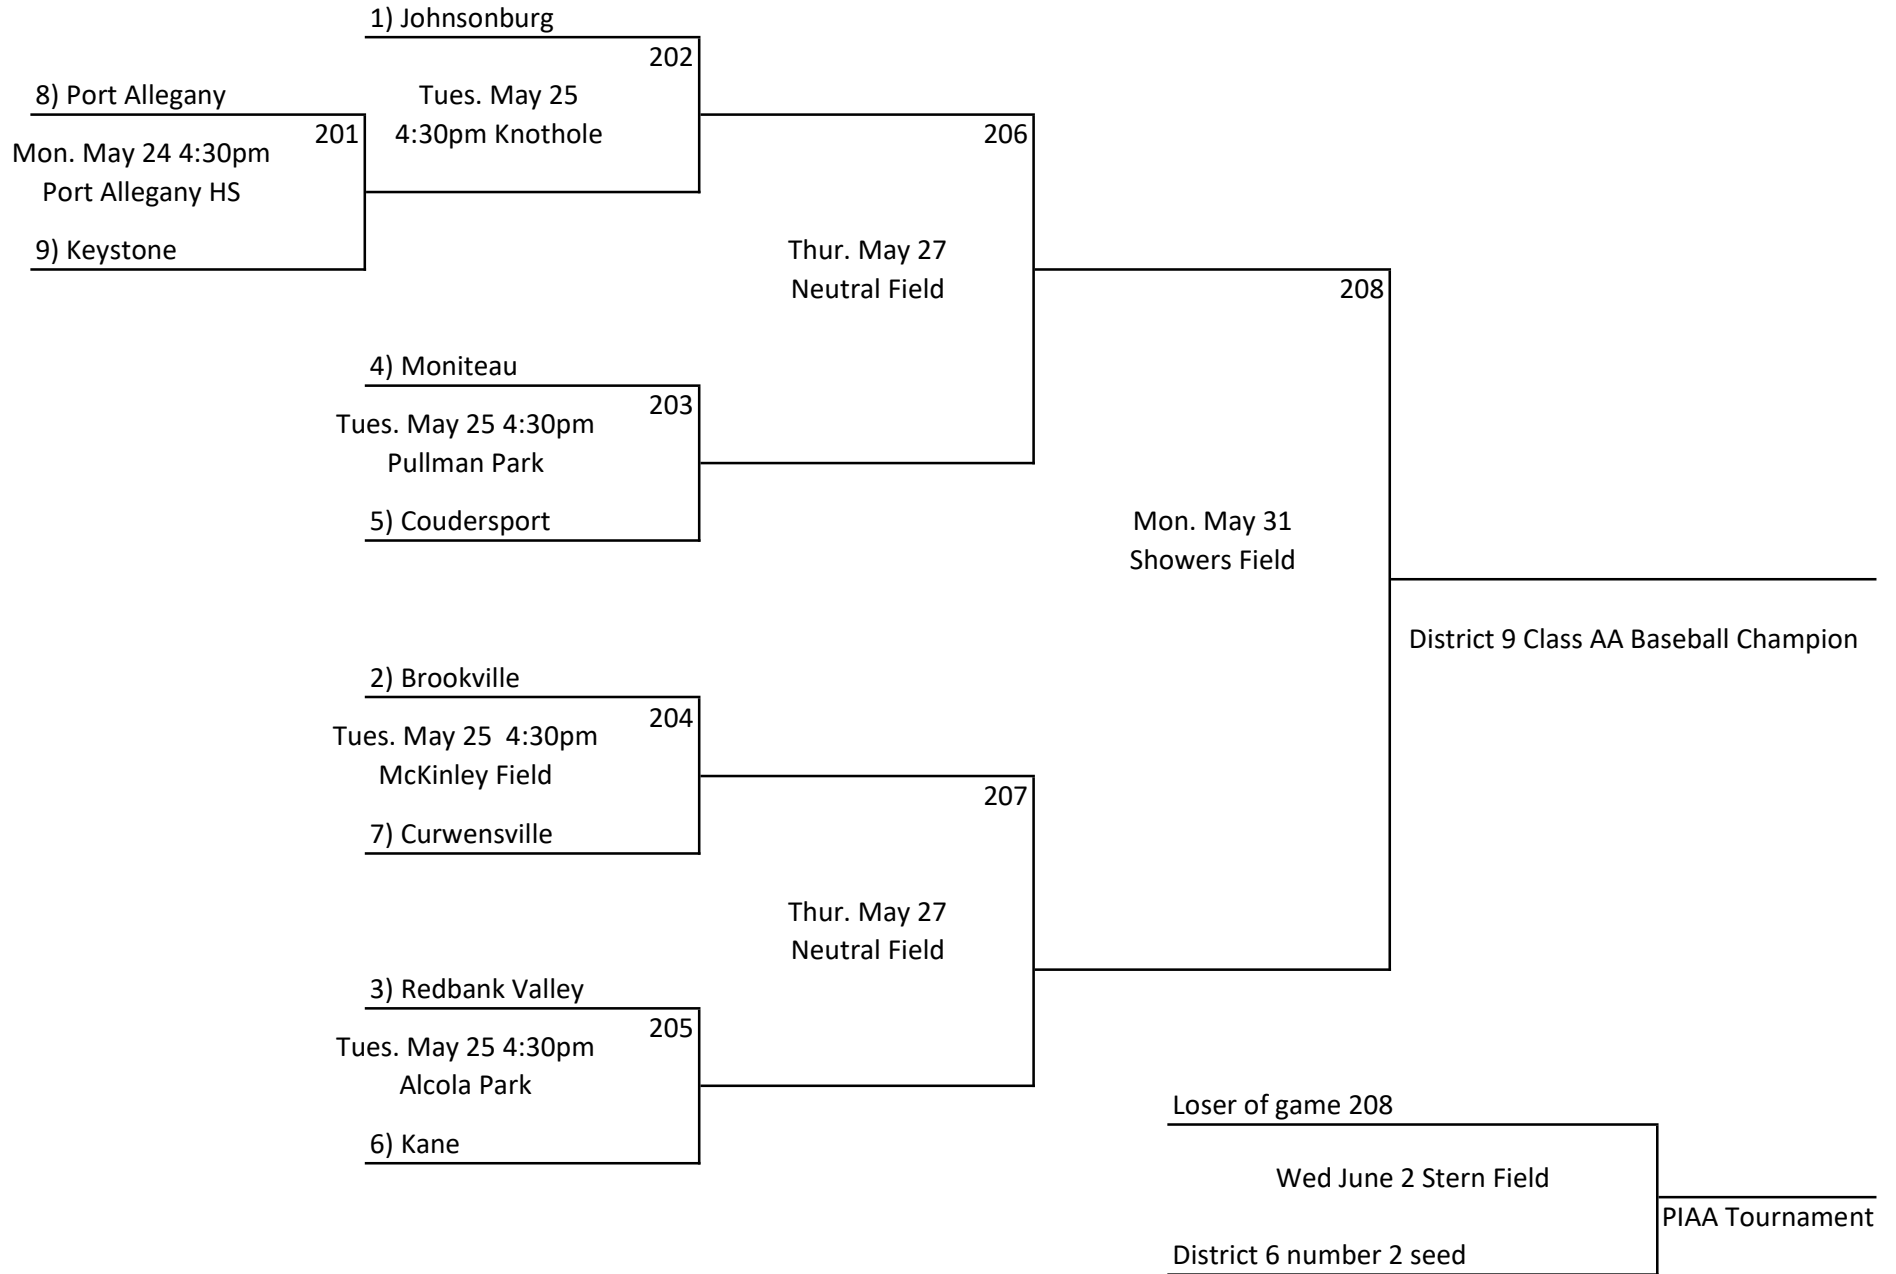 1) Johnsonburg
202
8) Port Allegany
Tues. May 25
4:30pm Knothole
201
206
Mon. May 24 4:30pm
Port Allegany HS
9) Keystone
Thur. May 27
Neutral Field
208
4) Moniteau
203
Tues. May 25 4:30pm
Pullman Park
5) Coudersport
Mon. May 31
Showers Field
District 9 Class AA Baseball Champion
2) Brookville
204
Tues. May 25  4:30pm
McKinley Field
207
7) Curwensville
Thur. May 27
Neutral Field
3) Redbank Valley
205
Tues. May 25 4:30pm
Alcola Park
6) Kane
Loser of game 208
Wed June 2 Stern Field
PIAA Tournament
District 6 number 2 seed